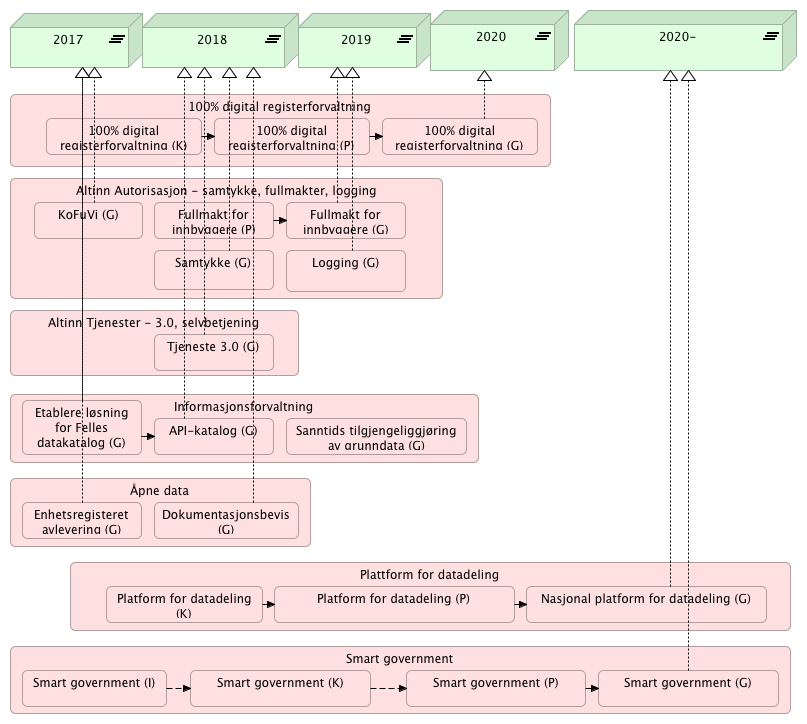 2017
2018
2019
2020
2020-
100% digital registerforvaltning
100% digital
registerforvaltning (K)
100% digital
registerforvaltning (P)
100% digital
registerforvaltning (G)
Altinn Autorisasjon - samtykke, fullmakter, logging
KoFuVi (G)
Fullmakt for
innbyggere (P)
Fullmakt for
innbyggere (G)
Samtykke (G)
Logging (G)
Altinn Tjenester - 3.0, selvbetjening
Tjeneste 3.0 (G)
Informasjonsforvaltning
Etablere løsning
for Felles
datakatalog (G)
API-katalog (G)
Sanntids tilgjengeliggjøring
av grunndata (G)
Åpne data
Enhetsregisteret
avlevering (G)
Dokumentasjonsbevis
(G)
Plattform for datadeling
Platform for datadeling
(K)
Platform for datadeling (P)
Nasjonal platform for datadeling (G)
Smart government
Smart government (I)
Smart government (K)
Smart government (P)
Smart government (G)